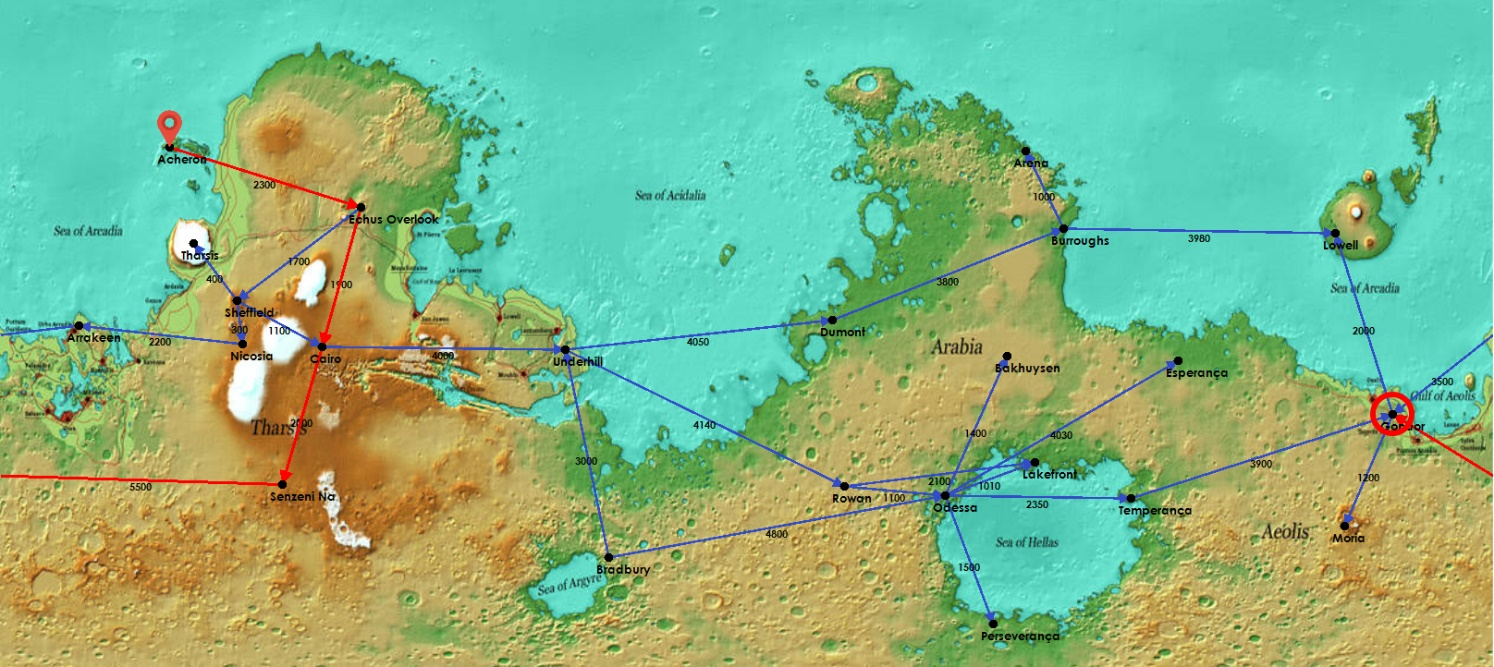 Acheron
2300
Echus Overlook
Sea of Arcadia
Tharsis
400
1700
1900
Sheffield
300
1100
Nicosia
Cairo
Arrakeen
2200
Tharsis
Senzeni Na
5500
4000
Underhill
Lowell
Sea of Acidalia
4050
Dumont
3800
Arena
1000
Burroughs
3980
Lowell
Sea of Arcadia
2000
Arabia
Bakhuysen
Esperança
3500
Gulf of Aeolis
Gondor
4140
3000
1400
4030
Lakefront
2100
1010
Rowan
1100
Odessa
2350
Temperança
3900
1200
Aeolis
Moria
4800
Sea of Hellas
1500
Bradbury
Sea of Argyre
Perseverança